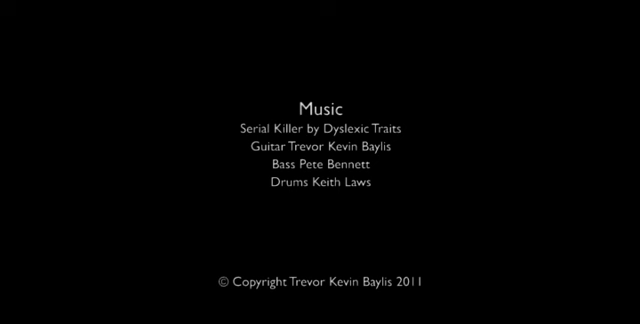 Music
Serial Killer by Dyslexic Traits
Guitar Trevor Kevin Baylis
Bass Pete Bennett
Drums Keith Laws
© Copyright Trevor Kevin Baylis 2011